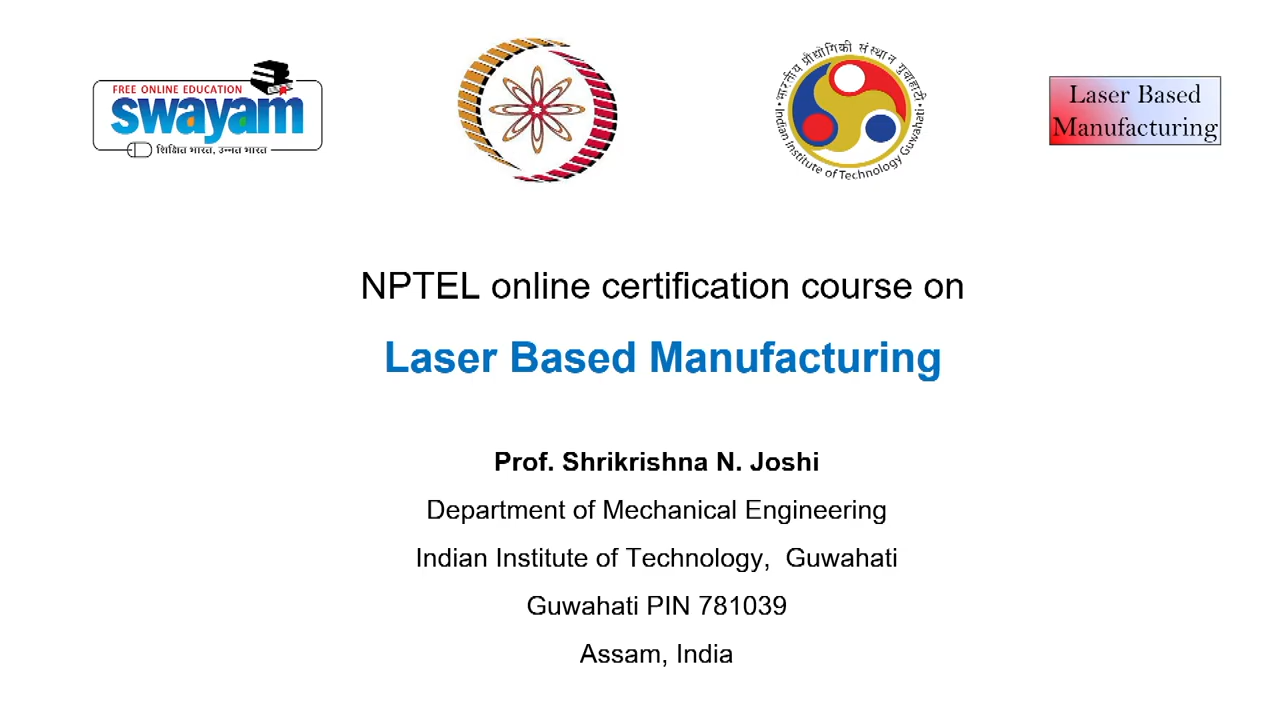 FREE ONLINE EDUCATION
swayam
शिक्षित भारत, उन्नत भारत
भारतीय प्रौद्योगिकी संस्थान गुवाहाटी
Indian Institute of Technology Guwahati
Laser Based
Manufacturing
NPTEL online certification course on
Laser Based Manufacturing
Prof. Shrikrishna N. Joshi
Department of Mechanical Engineering
Indian Institute of Technology, Guwahati
Guwahati PIN 781039
Assam, India